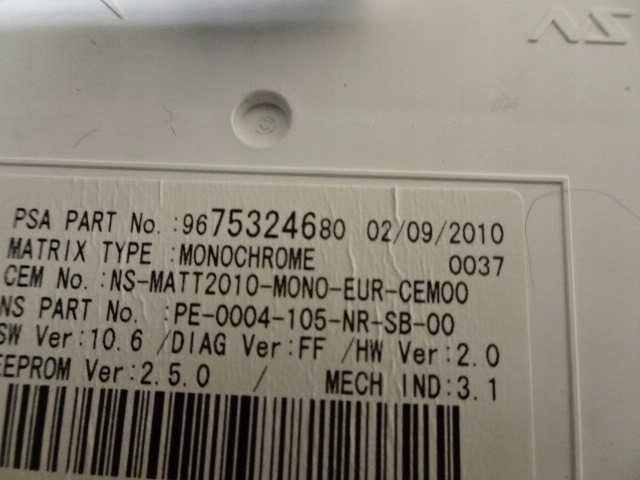 PSA PART No. :9675324680 02/09/2010
MATRIX TYPE :MONOCHROME 0037
CEM No. :NS-MATT2010-MONO-EUR-CEM00
NS PART No. :PE-0004-105-NR-SB-00
SW Ver:10.6 /DIAG Ver:FF /HW Ver:2.0
EEPROM Ver:2.5.0 / MECH IND:3.1